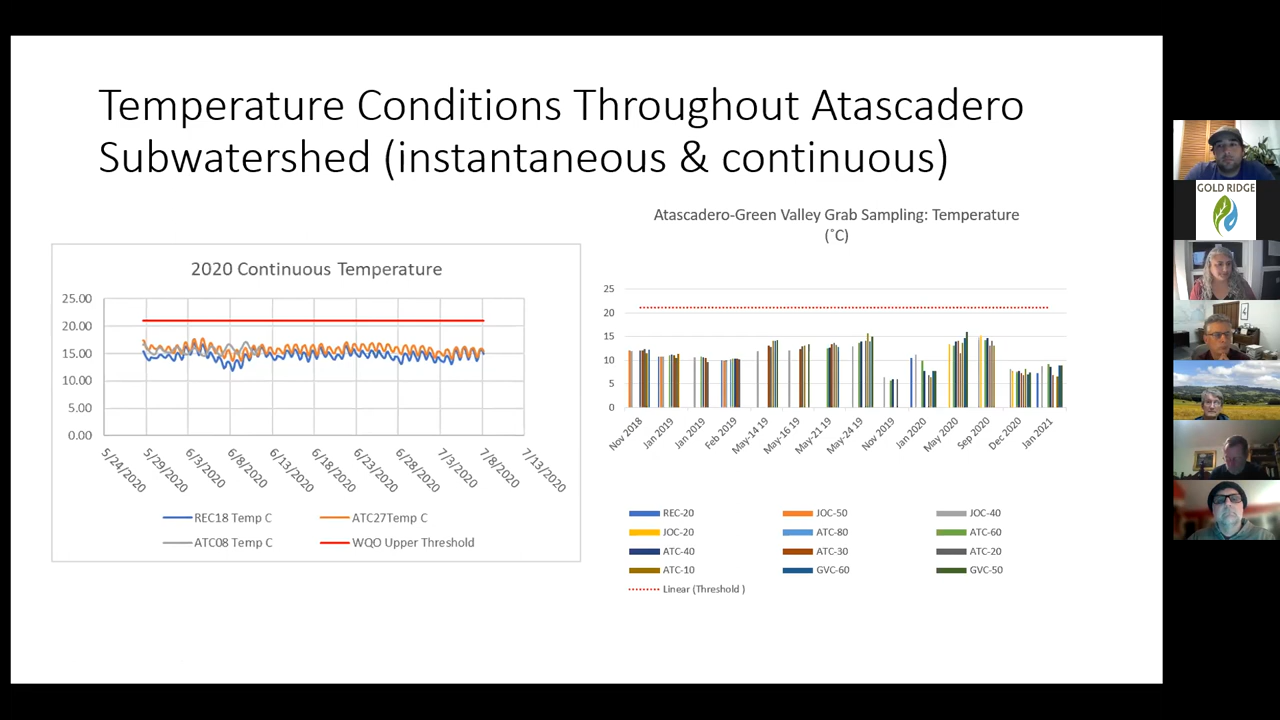 Temperature Conditions Throughout Atascadero
Subwatershed (instantaneous & continuous)
2020 Continuous Temperature
25.00
20.00
15.00
10.00
5.00
0.00
5/24/2020
5/29/2020
6/3/2020
6/8/2020
6/13/2020
6/18/2020
6/23/2020
6/28/2020
7/3/2020
7/8/2020
7/13/2020
REC18 Temp C
ATC27Temp C
ATC08 Temp C
WQO Upper Threshold
Atascadero-Green Valley Grab Sampling: Temperature
(˚C)
25
20
15
10
5
0
Nov 2018
Jan 2019
Jan 2019
Feb 2019
May-14 19
May-16 19
May-21 19
May-24 19
Nov 2019
Jan 2020
May 2020
Sep 2020
Dec 2020
Jan 2021
REC-20
JOC-50
JOC-40
JOC-20
ATC-80
ATC-60
ATC-40
ATC-30
ATC-20
ATC-10
GVC-60
GVC-50
Linear (Threshold )
GOLD RIDGE